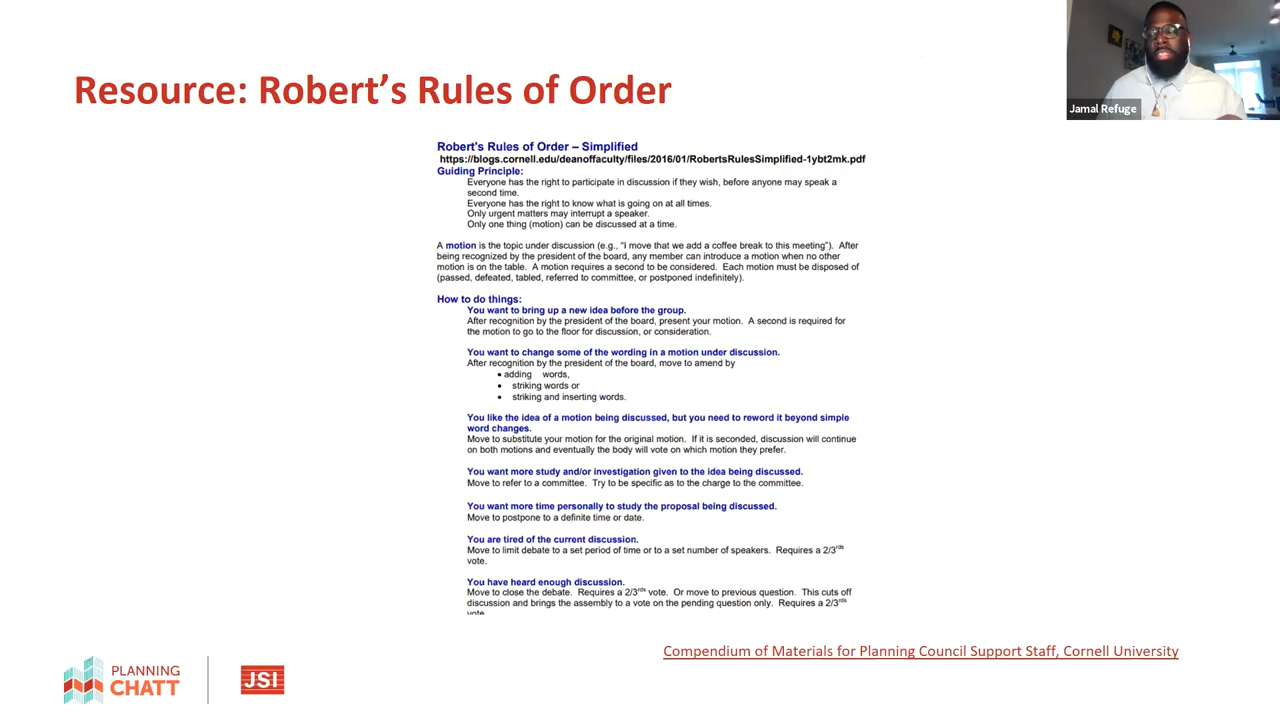 Resource: Robert's Rules of Order
Jamal Refuge
Robert's Rules of Order – Simplified
https://blogs.cornell.edu/deanoffaculty/files/2016/01/RobertsRulesSimplified-1ybt2mk.pdf
Guiding Principle:
Everyone has the right to participate in discussion if they wish, before anyone may speak a
second time.
Everyone has the right to know what is going on at all times.
Only urgent matters may interrupt a speaker.
Only one thing (motion) can be discussed at a time.
A motion is the topic under discussion (e.g., "I move that we add a coffee break to this meeting"). After
being recognized by the president of the board, any member can introduce a motion when no other
motion is on the table. A motion requires a second to be considered. Each motion must be disposed of
(passed, defeated, tabled, referred to committee, or postponed indefinitely).
How to do things:
You want to bring up a new idea before the group.
After recognition by the president of the board, present your motion. A second is required for
the motion to go to the floor for discussion, or consideration.
You want to change some of the wording in a motion under discussion.
After recognition by the president of the board, move to amend by
• adding words,
• striking words or
• striking and inserting words.
You like the idea of a motion being discussed, but you need to reword it beyond simple
word changes.
Move to substitute your motion for the original motion. If it is seconded, discussion will continue
on both motions and eventually the body will vote on which motion they prefer.
You want more study and/or investigation given to the idea being discussed.
Move to refer to a committee. Try to be specific as to the charge to the committee.
You want more time personally to study the proposal being discussed.
Move to postpone to a definite time or date.
You are tired of the current discussion.
Move to limit debate to a set period of time or to a set number of speakers. Requires a 2/3rds
vote.
You have heard enough discussion.
Move to close the debate. Requires a 2/3rds vote. Or move to previous question. This cuts off
discussion and brings the assembly to a vote on the pending question only. Requires a 2/3rds
vote.
Compendium of Materials for Planning Council Support Staff, Cornell University
PLANNING
CHATT
JSI